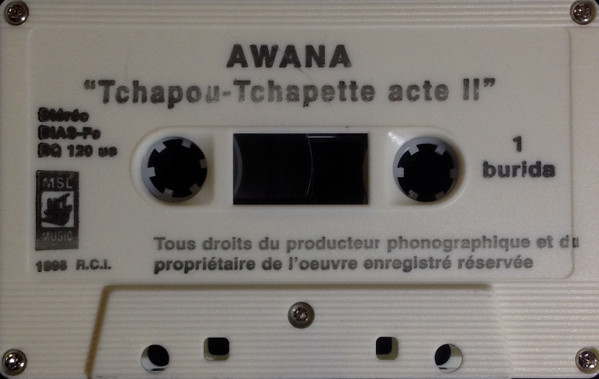 AWANA
"Tchapou-Tchapette acte II"
Stéréo
BIAS-Fe
EQ 120 us
1
burida
MSL
MUSIC
Tous droits du producteur phonographique et du
propriétaire de l'oeuvre enregistré réservée
1998 R.C.I.